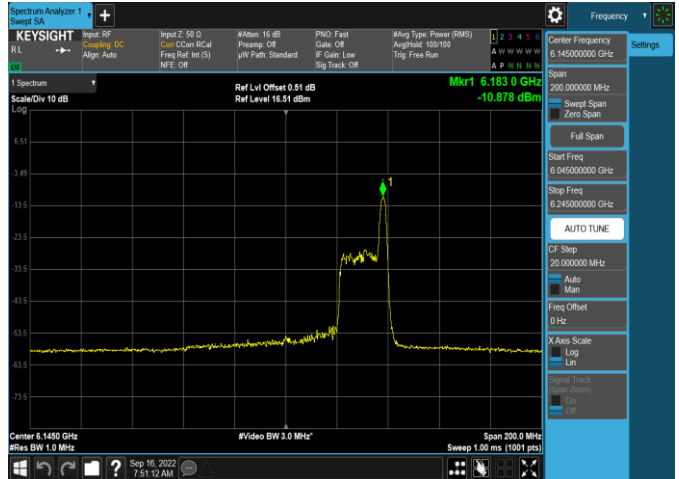 Spectrum Analyzer 1
Swept SA
+
Frequency
KEYSIGHT
RL
Input: RF
Coupling: DC
Align: Auto
Input Z: 50 Ω
Corr CCorr RCal
Freq Ref: Int (S)
NFE: Off
#Atten: 16 dB
Preamp: Off
µW Path: Standard
PNO: Fast
Gate: Off
IF Gain: Low
Sig Track: Off
#Avg Type: Power (RMS)
Avg|Hold: 100/100
Trig: Free Run
1 2 3 4 5 6
A W W W W W
A P N N N N
1 Spectrum
Scale/Div 10 dB
Log
Ref Lvl Offset 0.51 dB
Ref Level 16.51 dBm
Mkr1 6.183 0 GHz
-10.878 dBm
1
6.51
-3.49
-13.5
-23.5
-33.5
-43.5
-53.5
-63.5
-73.5
Center 6.1450 GHz
#Res BW 1.0 MHz
#Video BW 3.0 MHz*
Span 200.0 MHz
Sweep 1.00 ms (1001 pts)
Sep 16, 2022
7:51:12 AM
?
Center Frequency
6.145000000 GHz
Settings
Span
200.000000 MHz
Swept Span
Zero Span
Full Span
Start Freq
6.045000000 GHz
Stop Freq
6.245000000 GHz
AUTO TUNE
CF Step
20.000000 MHz
Auto
Man
Freq Offset
0 Hz
X Axis Scale
Log
Lin
Signal Track
(Span Zoom)
On
Off